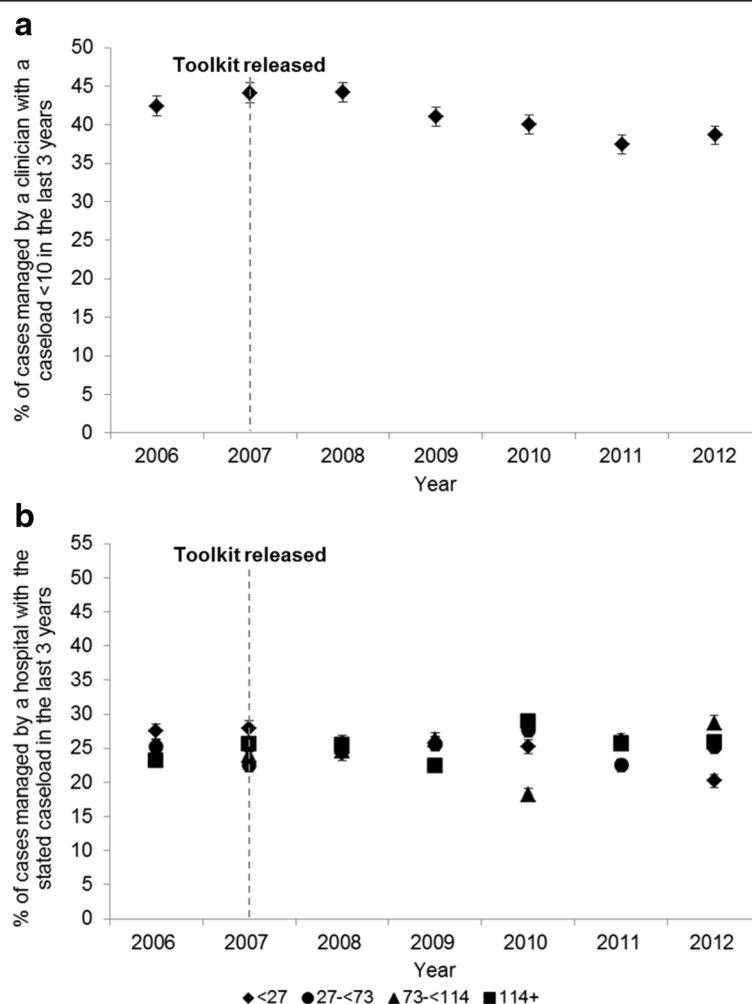 a
50
Toolkit released
45
40
35
30
25
20
15
10
5
0
% of cases managed by a clinician with a
caseload <10 in the last 3 years
2006 2007 2008 2009 2010 2011 2012
Year
b
55
Toolkit released
50
45
40
35
30
25
20
15
10
5
0
% of cases managed by a hospital with the
stated caseload in the last 3 years
2006 2007 2008 2009 2010 2011 2012
Year
<27 27-<73 73-<114 114+